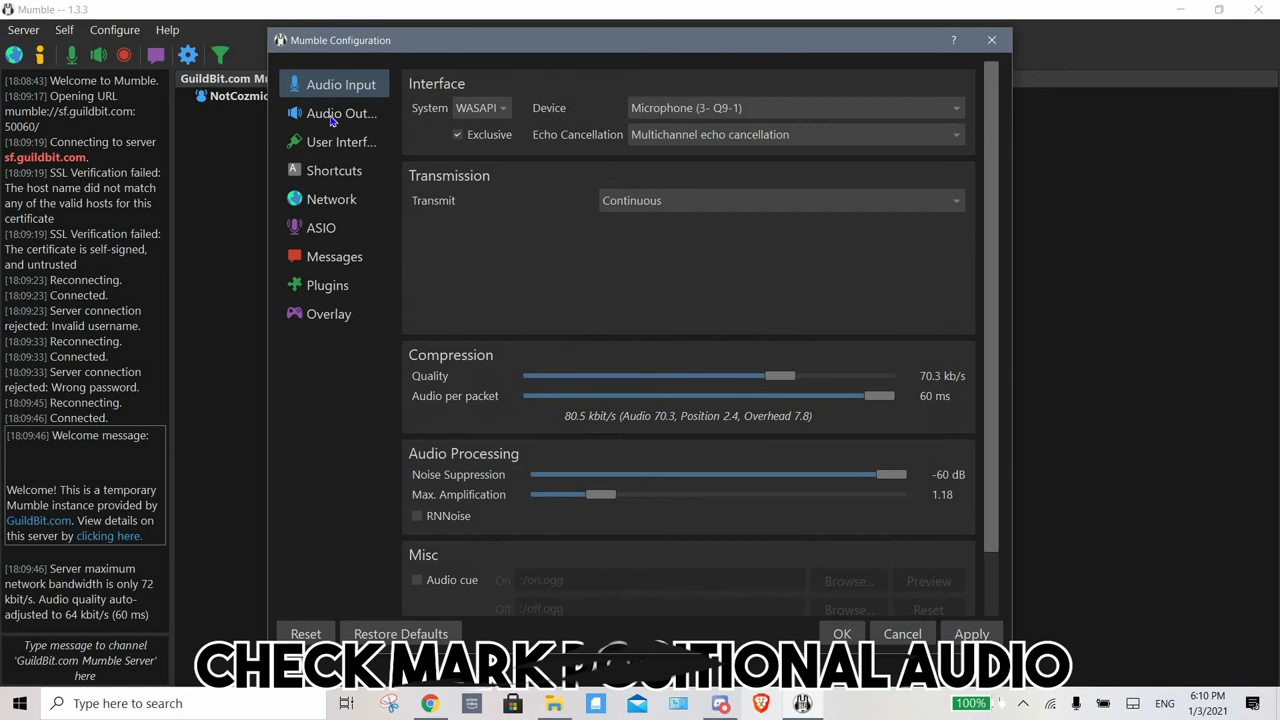 Mumble -- 1.3.3
Server Self Configure Help
[18:08:43] Welcome to Mumble.
[18:09:17] Opening URL
mumble://sf.guildbit.com:
50060/
[18:09:19] Connecting to server
sf.guildbit.com.
[18:09:19] SSL Verification failed:
The host name did not match
any of the valid hosts for this
certificate
[18:09:19] SSL Verification failed:
The certificate is self-signed,
and untrusted
[18:09:23] Reconnecting.
[18:09:23] Connected.
[18:09:23] Server connection
rejected: Invalid username.
[18:09:33] Reconnecting.
[18:09:33] Connected.
[18:09:33] Server connection
rejected: Wrong password.
[18:09:45] Reconnecting.
[18:09:46] Connected.
[18:09:46] Welcome message:
Welcome! This is a temporary
Mumble instance provided by
GuildBit.com. View details on
this server by clicking here.
[18:09:46] Server maximum
network bandwidth is only 72
kbit/s. Audio quality auto-
adjusted to 64 kbit/s (60 ms)
Type message to channel
'GuildBit.com Mumble Server'
here
GuildBit.com Mu
NotCozmic
Mumble Configuration
?
Audio Input
Audio Out...
User Interf...
Shortcuts
Network
ASIO
Messages
Plugins
Overlay
Interface
System WASAPI Device Microphone (3- Q9-1)
Exclusive Echo Cancellation Multichannel echo cancellation
Transmission
Transmit Continuous
Compression
Quality 70.3 kb/s
Audio per packet 60 ms
80.5 kbit/s (Audio 70.3, Position 2.4, Overhead 7.8)
Audio Processing
Noise Suppression -60 dB
Max. Amplification 1.18
RNNoise
Misc
Audio cue On :/on.ogg Browse... Preview
Off :/off.ogg Browse... Reset
Reset Restore Defaults OK Cancel Apply
CHECK MARK POSITIONAL AUDIO
Type here to search
100%
6:10 PM
1/3/2021